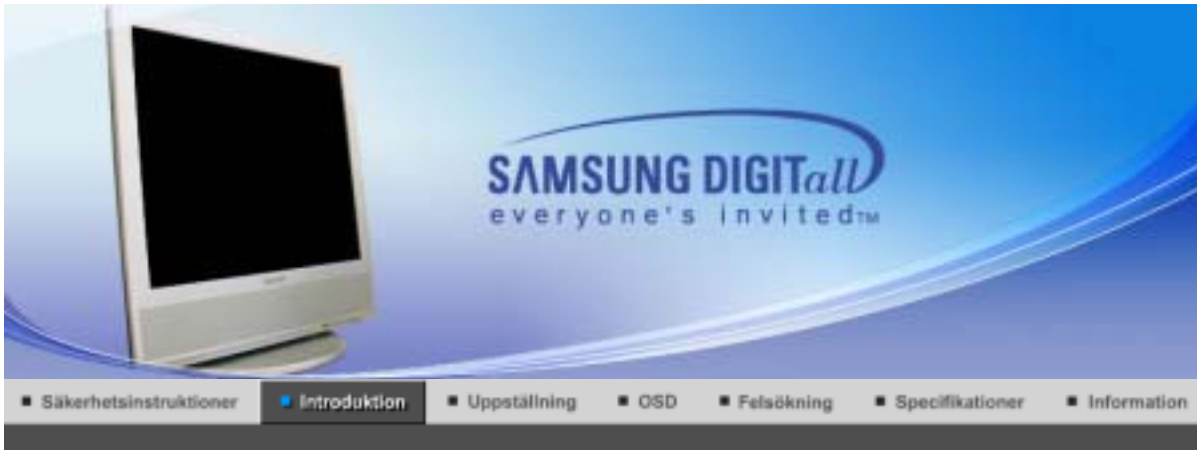 SAMSUNG DIGITall
everyone's invited™
Säkerhetsinstruktioner Introduktion Uppställning OSD Felsökning Specifikationer Information